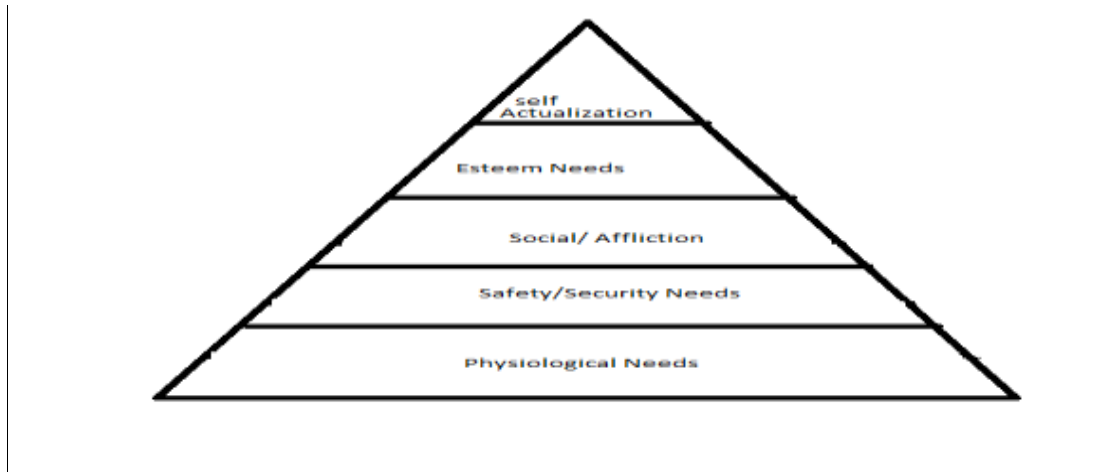 self
Actualization
Esteem Needs
Social/ Affliction
Safety/Security Needs
Physiological Needs